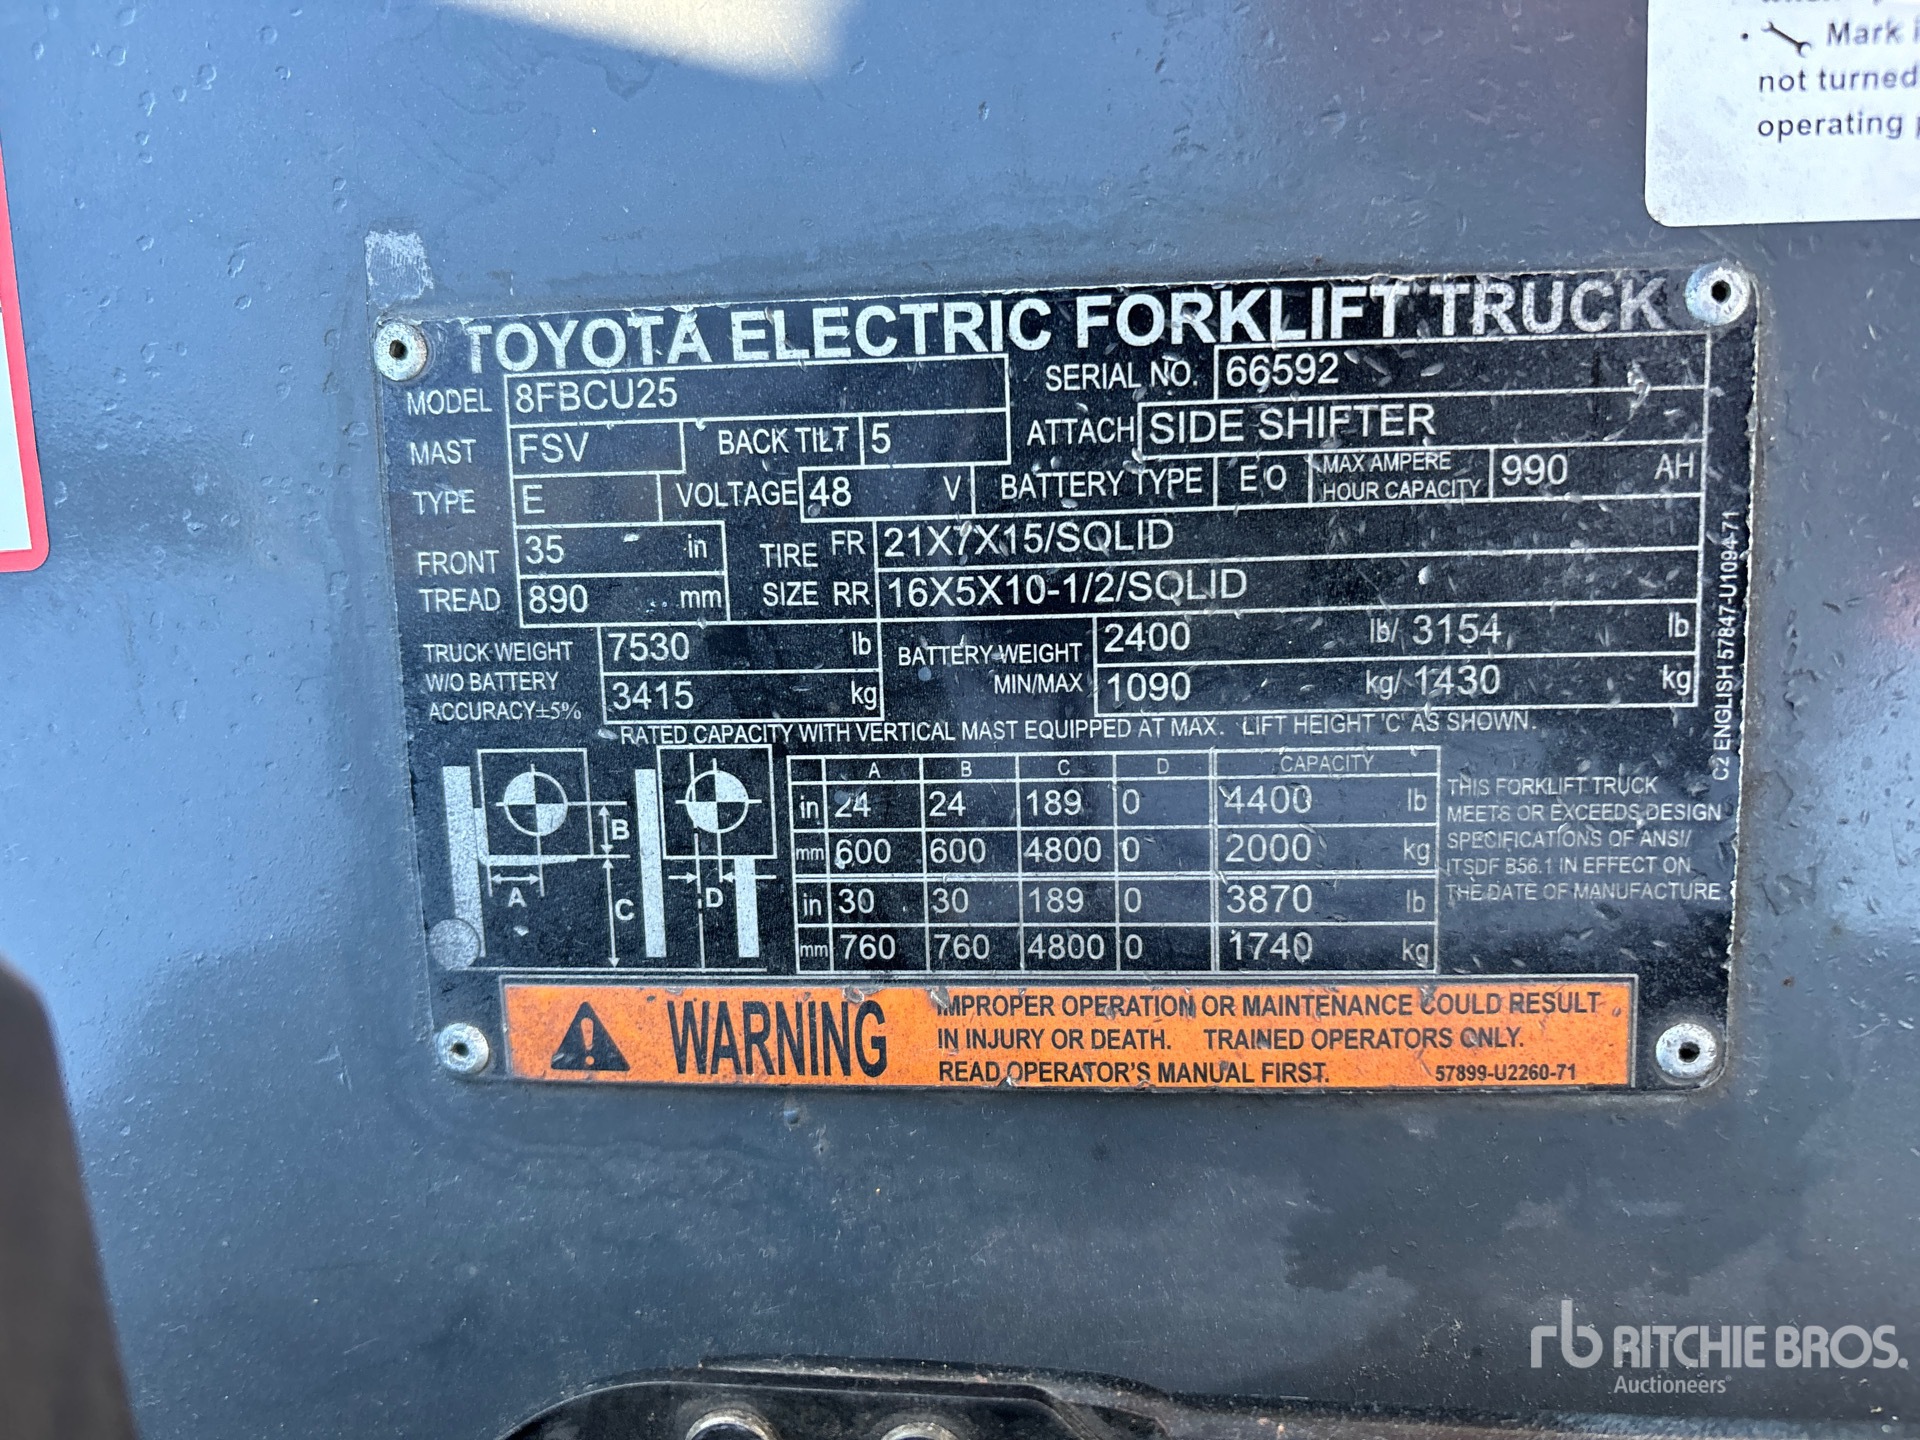 Mark
not turned
operating
TOYOTA ELECTRIC FORKLIFT TRUCK
MODEL 8FBCU25 SERIAL NO. 66592
MAST FSV BACK TILT 5 ATTACH SIDE SHIFTER
TYPE E VOLTAGE 48 V BATTERY TYPE EO MAX AMPERE HOUR CAPACITY 990 AH
FRONT TREAD 35 in 890 mm
TIRE SIZE FR 21X7X15/SOLID
RR 16X5X10-1/2/SOLID
TRUCK WEIGHT W/O BATTERY ACCURACY±5% 7530 lb 3415 kg
BATTERY WEIGHT MIN/MAX 2400 lb/ 3154 lb
1090 kg/ 1430 kg
RATED CAPACITY WITH VERTICAL MAST EQUIPPED AT MAX. LIFT HEIGHT 'C' AS SHOWN.
A B C D CAPACITY
in 24 24 189 0 4400 lb
mm 600 600 4800 0 2000 kg
in 30 30 189 0 3870 lb
mm 760 760 4800 0 1740 kg
B
A
C
D
THIS FORKLIFT TRUCK
MEETS OR EXCEEDS DESIGN
SPECIFICATIONS OF ANSI/
ITSDF B56.1 IN EFFECT ON
THE DATE OF MANUFACTURE
C2 ENGLISH 57847-U1094-71
WARNING
IMPROPER OPERATION OR MAINTENANCE COULD RESULT
IN INJURY OR DEATH. TRAINED OPERATORS ONLY.
READ OPERATOR'S MANUAL FIRST. 57899-U2260-71
rb RITCHIE BROS.
Auctioneers